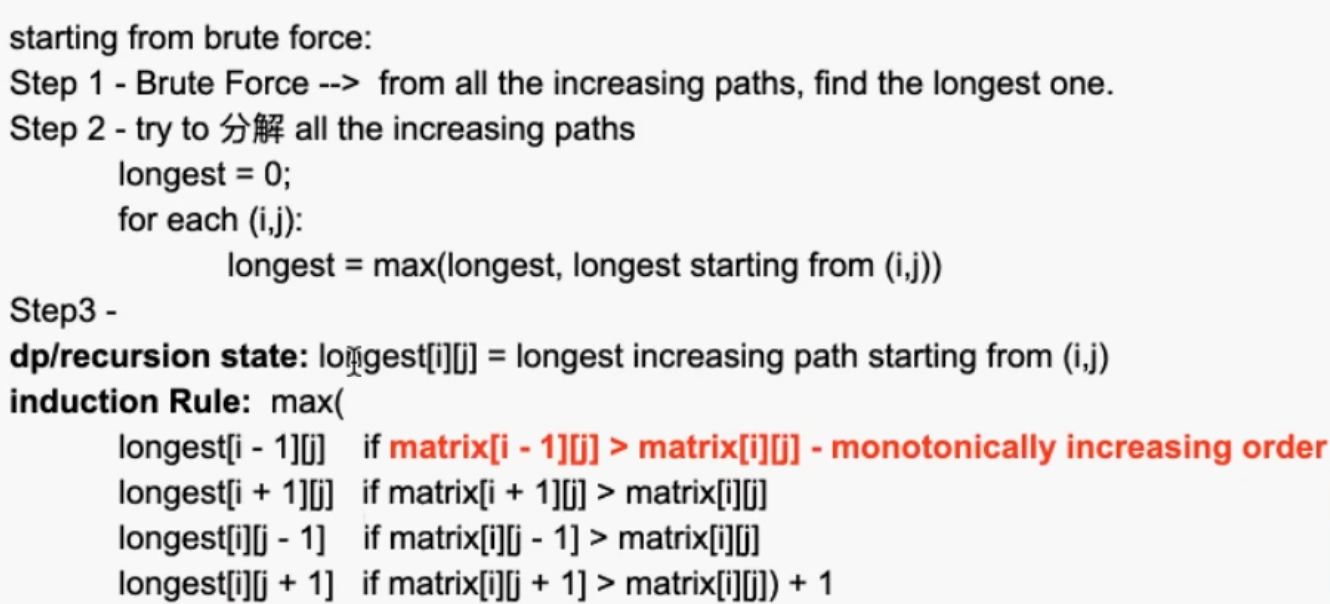 starting from brute force:
Step 1 - Brute Force --> from all the increasing paths, find the longest one.
Step 2 - try to 分解 all the increasing paths
longest = 0;
for each (i,j):
longest = max(longest, longest starting from (i,j))
Step3 -
dp/recursion state: longest[i][j] = longest increasing path starting from (i,j)
induction Rule: max(
longest[i - 1][j] if matrix[i - 1][j] > matrix[i][j] - monotonically increasing order
longest[i + 1][j] if matrix[i + 1][j] > matrix[i][j]
longest[i][j - 1] if matrix[i][j - 1] > matrix[i][j]
longest[i][j + 1] if matrix[i][j + 1] > matrix[i][j]) + 1